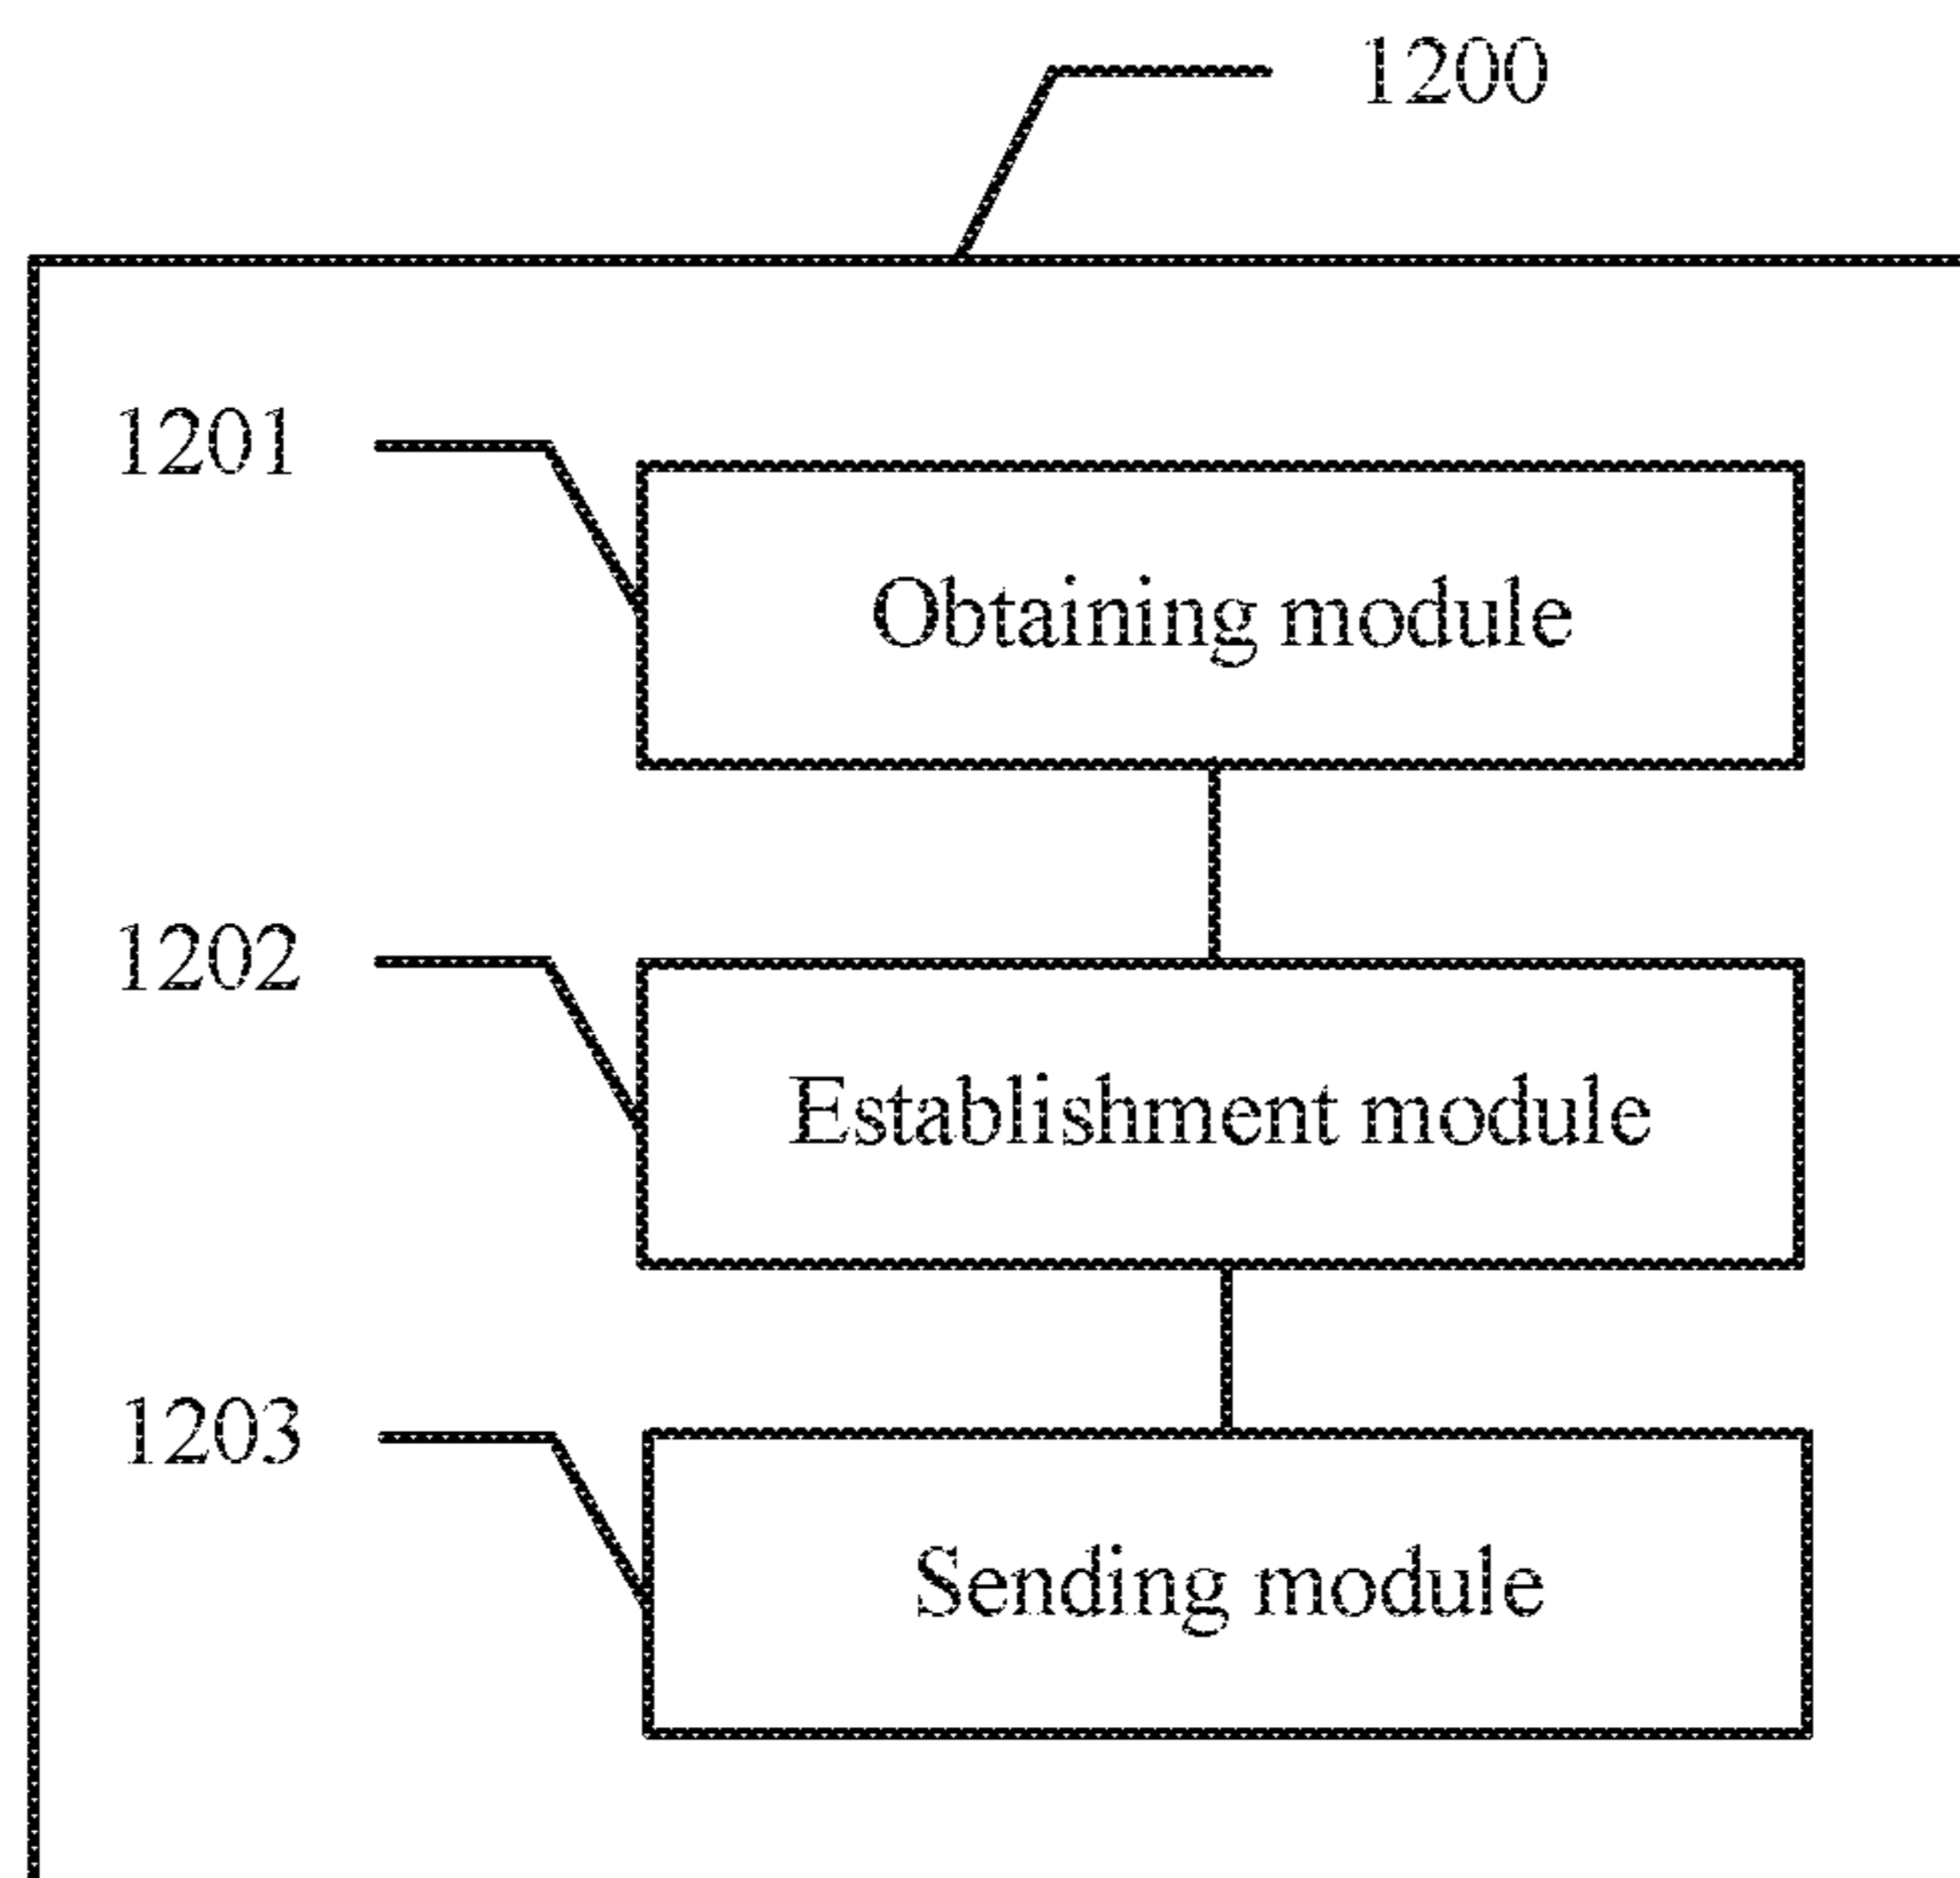 1200
1201
Obtaining module
1202
Establishment module
1203
Sending module